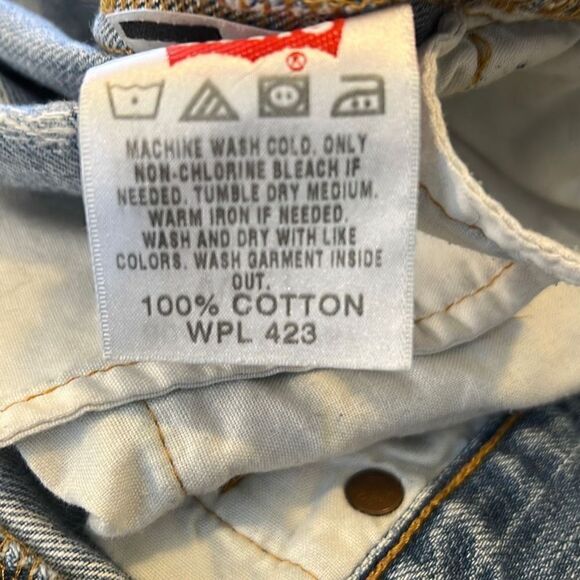 ®
MACHINE WASH COLD. ONLY
NON-CHLORINE BLEACH IF
NEEDED. TUMBLE DRY MEDIUM.
WARM IRON IF NEEDED.
WASH AND DRY WITH LIKE
COLORS. WASH GARMENT INSIDE
OUT.
100% COTTON
WPL 423